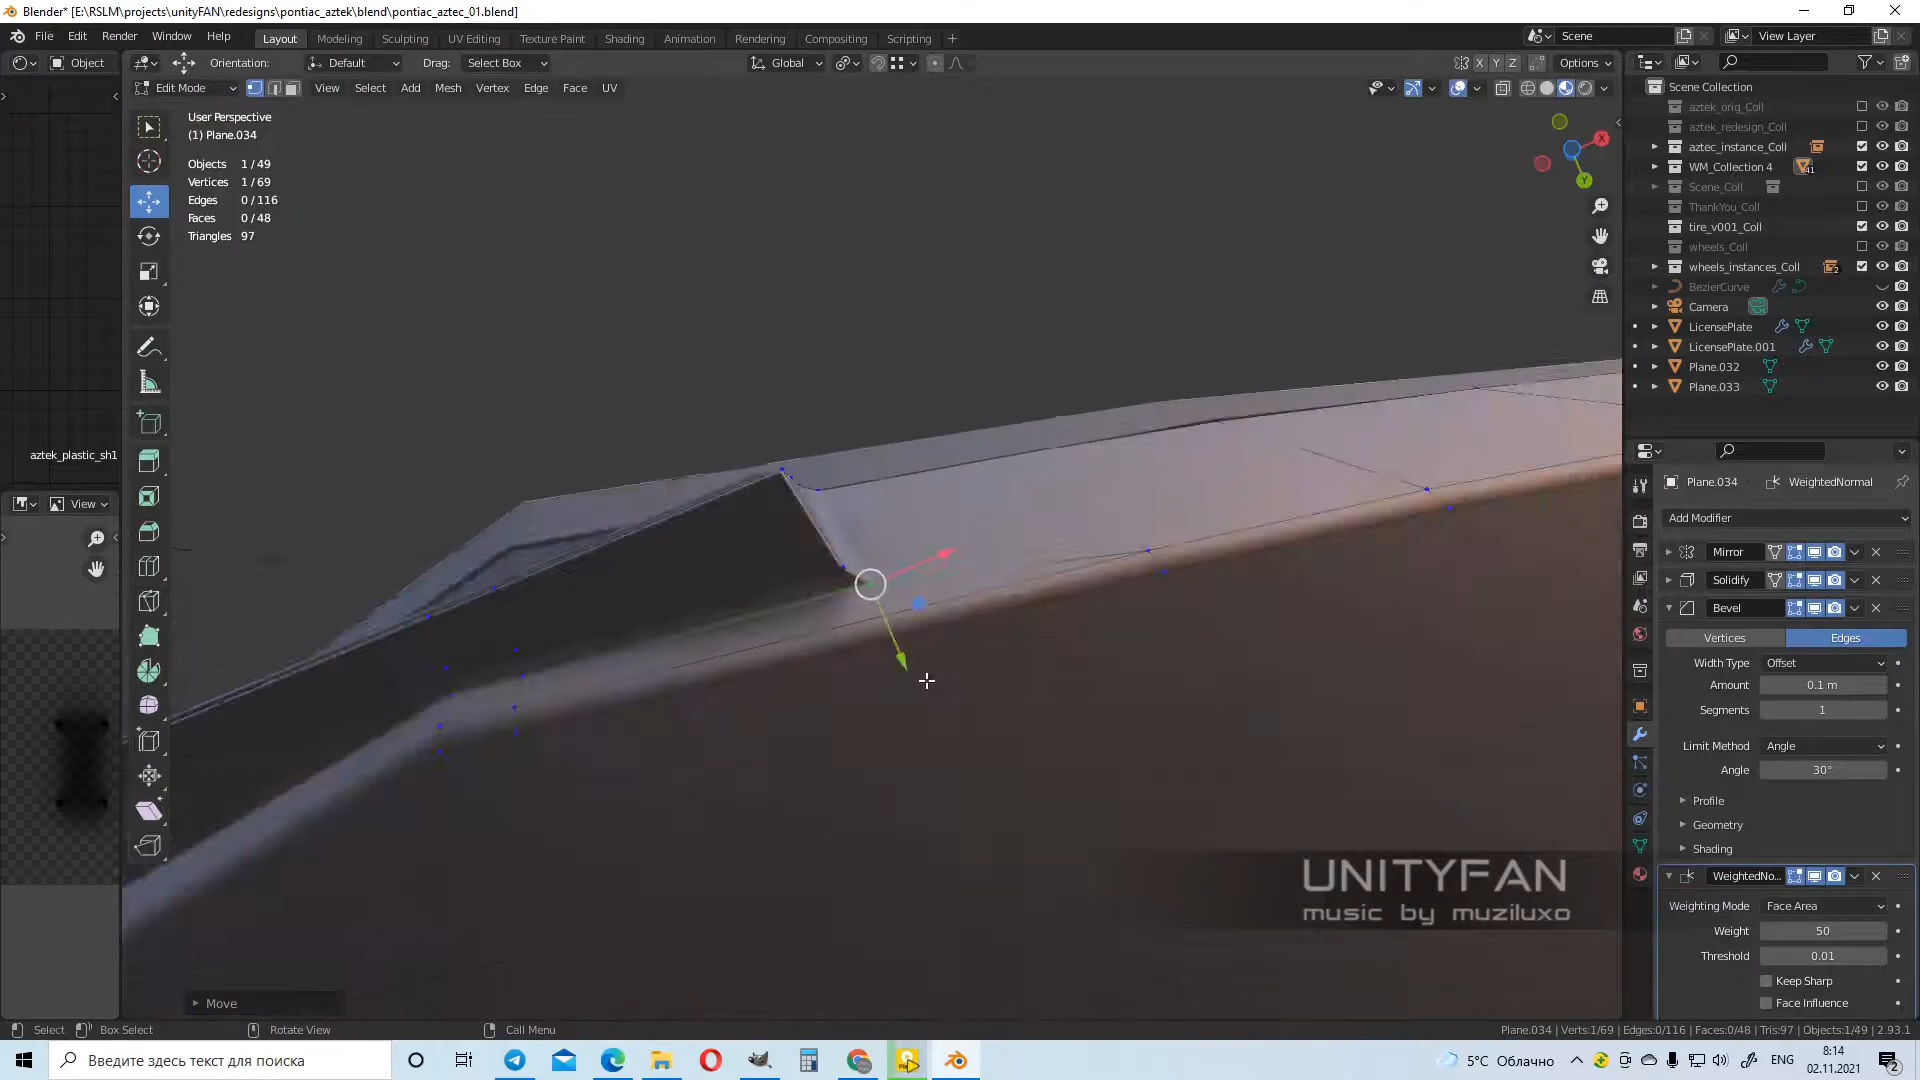 Blender* [E:\RSLM\projects\unityFAN\redesigns\pontiac_aztek\blend\pontiac_aztec_01.blend]
File Edit Render Window Help
Layout Modeling Sculpting UV Editing Texture Paint Shading Animation Rendering Compositing Scripting
Scene
View Layer
Object
Orientation: Default Drag: Select Box
Global
X Y Z Options
Edit Mode View Select Add Mesh Vertex Edge Face UV
User Perspective
(1) Plane.034
Objects 1 / 49
Vertices 1 / 69
Edges 0 / 116
Faces 0 / 48
Triangles 97
X
Y
aztek_plastic_sh1
View
Move
UNITYFAN
music by muziluxo
Scene Collection
aztek_orig_Coll
aztek_redesign_Coll
aztec_instance_Coll
WM_Collection 4 41
Scene_Coll
ThankYou_Coll
tire_v001_Coll
wheels_Coll
wheels_instances_Coll 2
BezierCurve
Camera
LicensePlate
LicensePlate.001
Plane.032
Plane.033
Plane.034 WeightedNormal
Add Modifier
Mirror
Solidify
Bevel
Vertices Edges
Width Type Offset
Amount 0.1 m
Segments 1
Limit Method Angle
Angle 30°
Profile
Geometry
Shading
WeightedNo...
Weighting Mode Face Area
Weight 50
Threshold 0.01
Keep Sharp
Face Influence
Select Box Select Rotate View Call Menu
Plane.034 | Verts:1/69 | Edges:0/116 | Faces:0/48 | Tris:97 | Objects:1/49 | 2.93.1
Введите здесь текст для поиска
5°C Облачно
ENG
8:14
02.11.2021
2